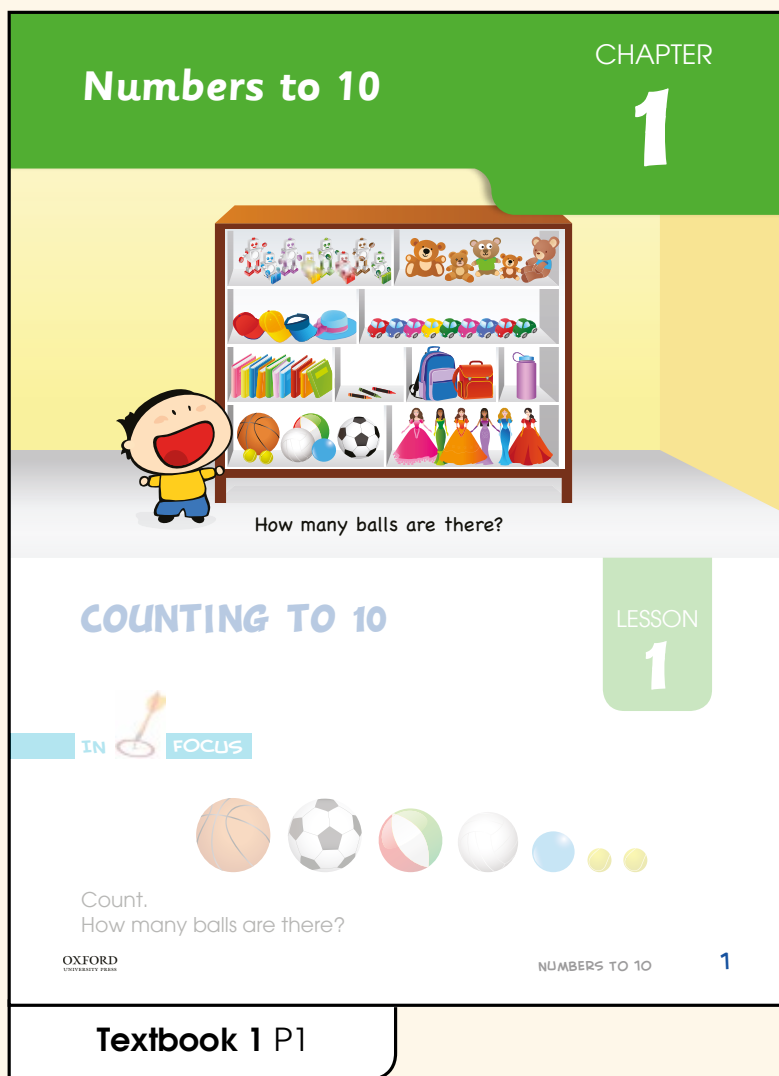 Numbers to 10
CHAPTER
1
How many balls are there?
COUNTING TO 10
LESSON
1
IN FOCUS
Count.
How many balls are there?
OXFORD
UNIVERSITY PRESS
NUMBERS TO 10
1
Textbook 1 P1